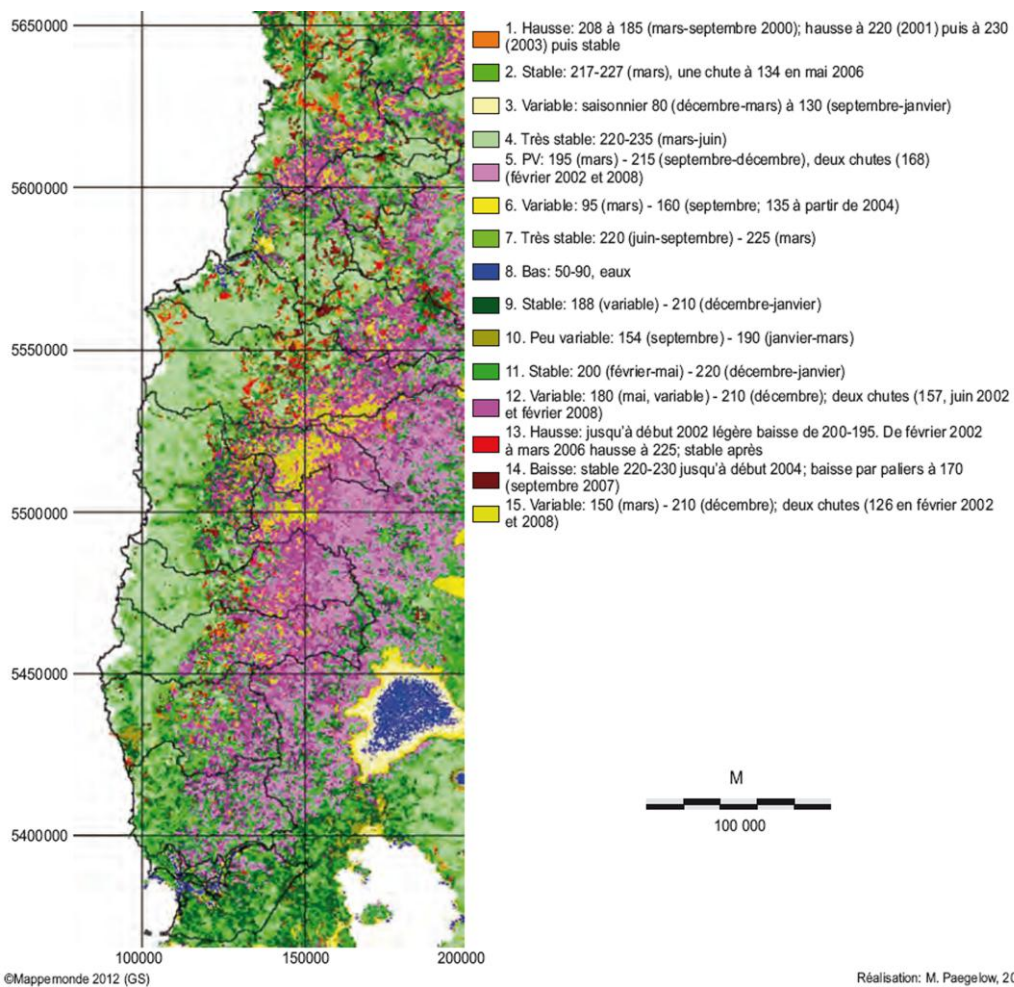 5650000
5600000
5550000
5500000
5450000
5400000
100000
150000
200000
1. Hausse: 208 à 185 (mars-septembre 2000); hausse à 220 (2001) puis à 230
(2003) puis stable
2. Stable: 217-227 (mars), une chute à 134 en mai 2006
3. Variable: saisonnier 80 (décembre-mars) à 130 (septembre-janvier)
4. Très stable: 220-235 (mars-juin)
5. PV: 195 (mars) - 215 (septembre-décembre), deux chutes (168)
(février 2002 et 2008)
6. Variable: 95 (mars) - 160 (septembre; 135 à partir de 2004)
7. Très stable: 220 (juin-septembre) - 225 (mars)
8. Bas: 50-90, eaux
9. Stable: 188 (variable) - 210 (décembre-janvier)
10. Peu variable: 154 (septembre) - 190 (janvier-mars)
11. Stable: 200 (février-mai) - 220 (décembre-janvier)
12. Variable: 180 (mai, variable) - 210 (décembre); deux chutes (157, juin 2002
et février 2008)
13. Hausse: jusqu'à début 2002 légère baisse de 200-195. De février 2002
à mars 2006 hausse à 225; stable après
14. Baisse: stable 220-230 jusqu'à début 2004; baisse par paliers à 170
(septembre 2007)
15. Variable: 150 (mars) - 210 (décembre); deux chutes (126 en février 2002
et 2008)
M
100 000
©Mappemonde 2012 (GS)
Réalisation: M. Paegelow, 20